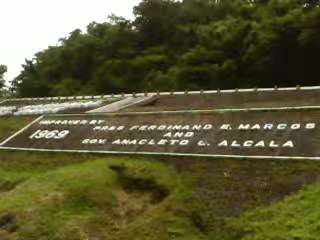 IMPROVED BY
1969 PRES FERDINAND E. MARCOS
AND
GOV. ANACLETO C. ALCALA